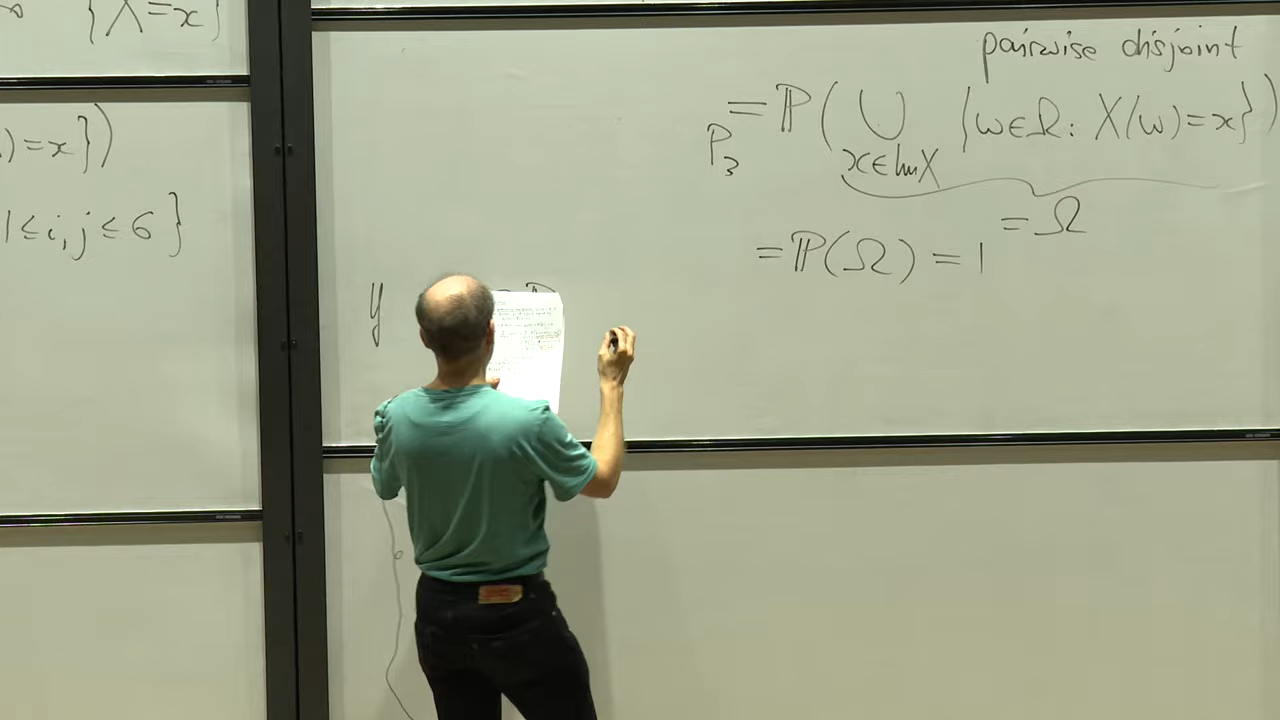 {X=x}
)=x})
1≤i,j≤6}
pairwise disjoint
= ℙ( ⋃ {ω∈Ω: X(ω)=x})
P₃ x∈ImX
=Ω
=ℙ(Ω)=1
y